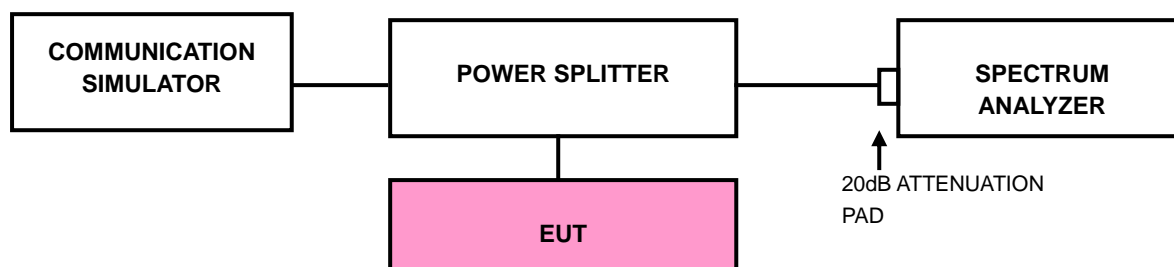 COMMUNICATION
SIMULATOR
POWER SPLITTER
SPECTRUM
ANALYZER
20dB ATTENUATION
PAD
EUT